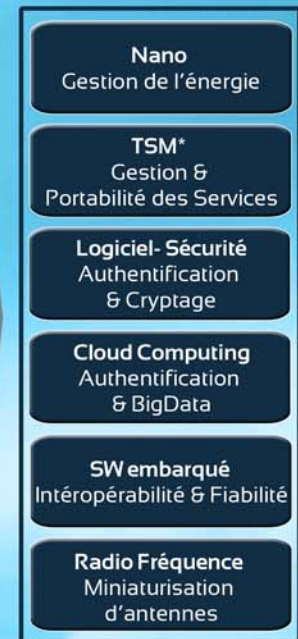 Nano
Gestion de l'énergie
TSM*
Gestion &
Portabilité des Services
Logiciel- Sécurité
Authentification
& Cryptage
Cloud Computing
Authentification
& BigData
SW embarqué
Intéropérabilité & Fiabilité
Radio Fréquence
Miniaturisation
d'antennes